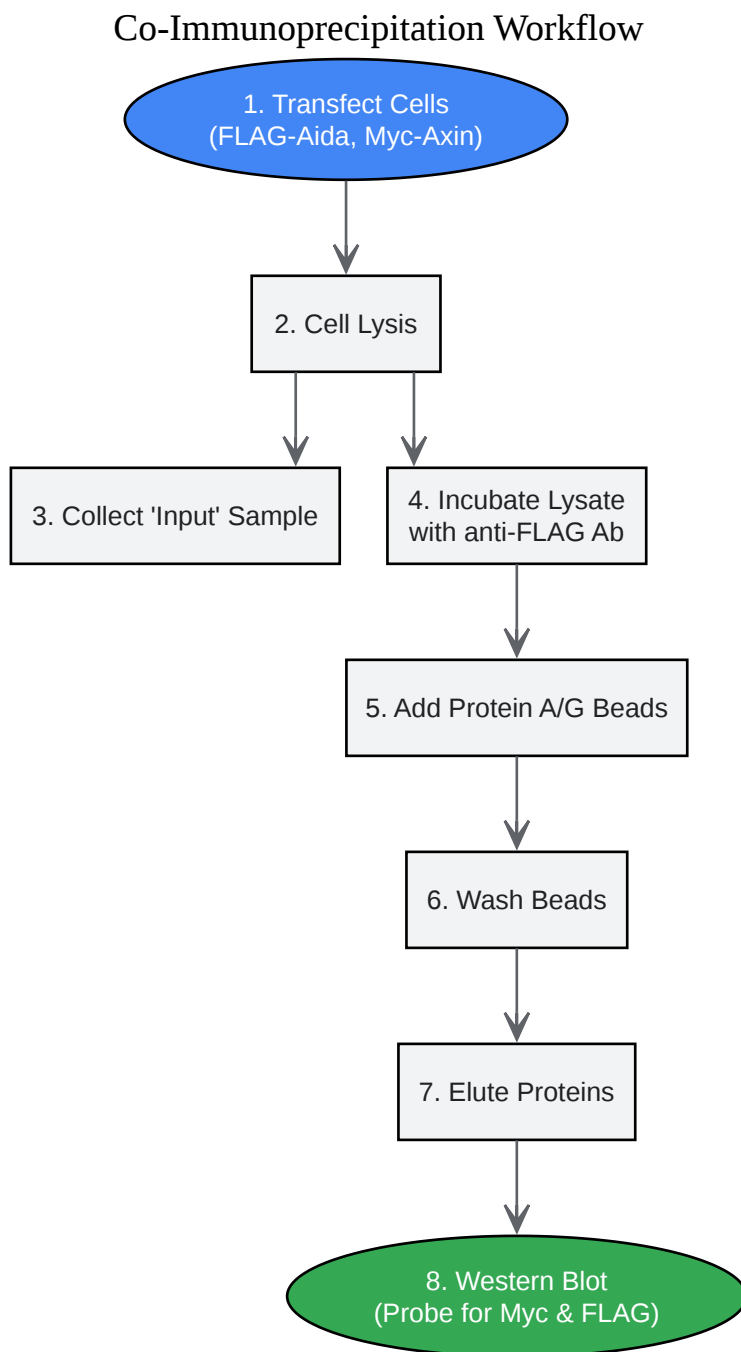 Co-Immunoprecipitation Workflow
1. Transfect Cells
(FLAG-Aida, Myc-Axin)
2. Cell Lysis
3. Collect 'Input' Sample
4. Incubate Lysate
with anti-FLAG Ab
5. Add Protein A/G Beads
6. Wash Beads
7. Elute Proteins
8. Western Blot
(Probe for Myc & FLAG)